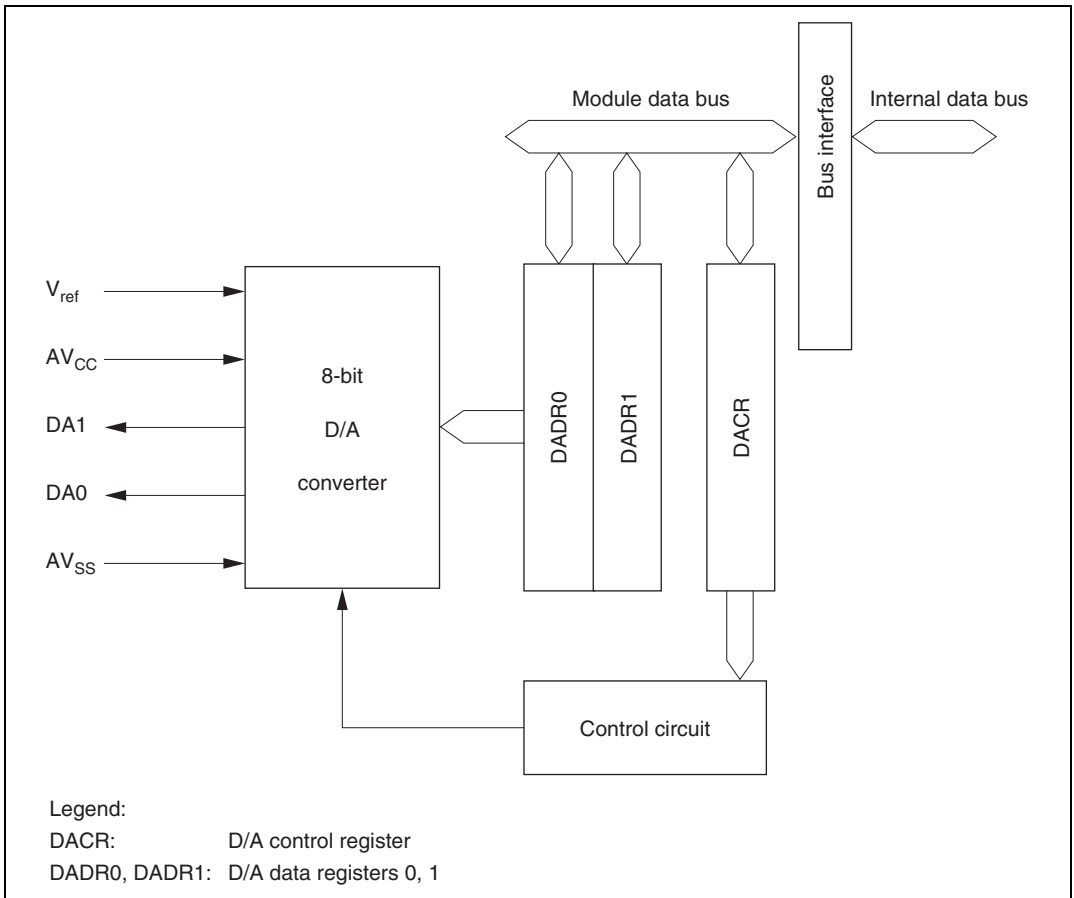 Module data bus
Internal data bus
Bus interface
V_ref
AV_CC
DA1
DA0
AV_SS
8-bit
D/A
converter
DADR0
DADR1
DACR
Control circuit
Legend:
DACR: D/A control register
DADR0, DADR1: D/A data registers 0, 1